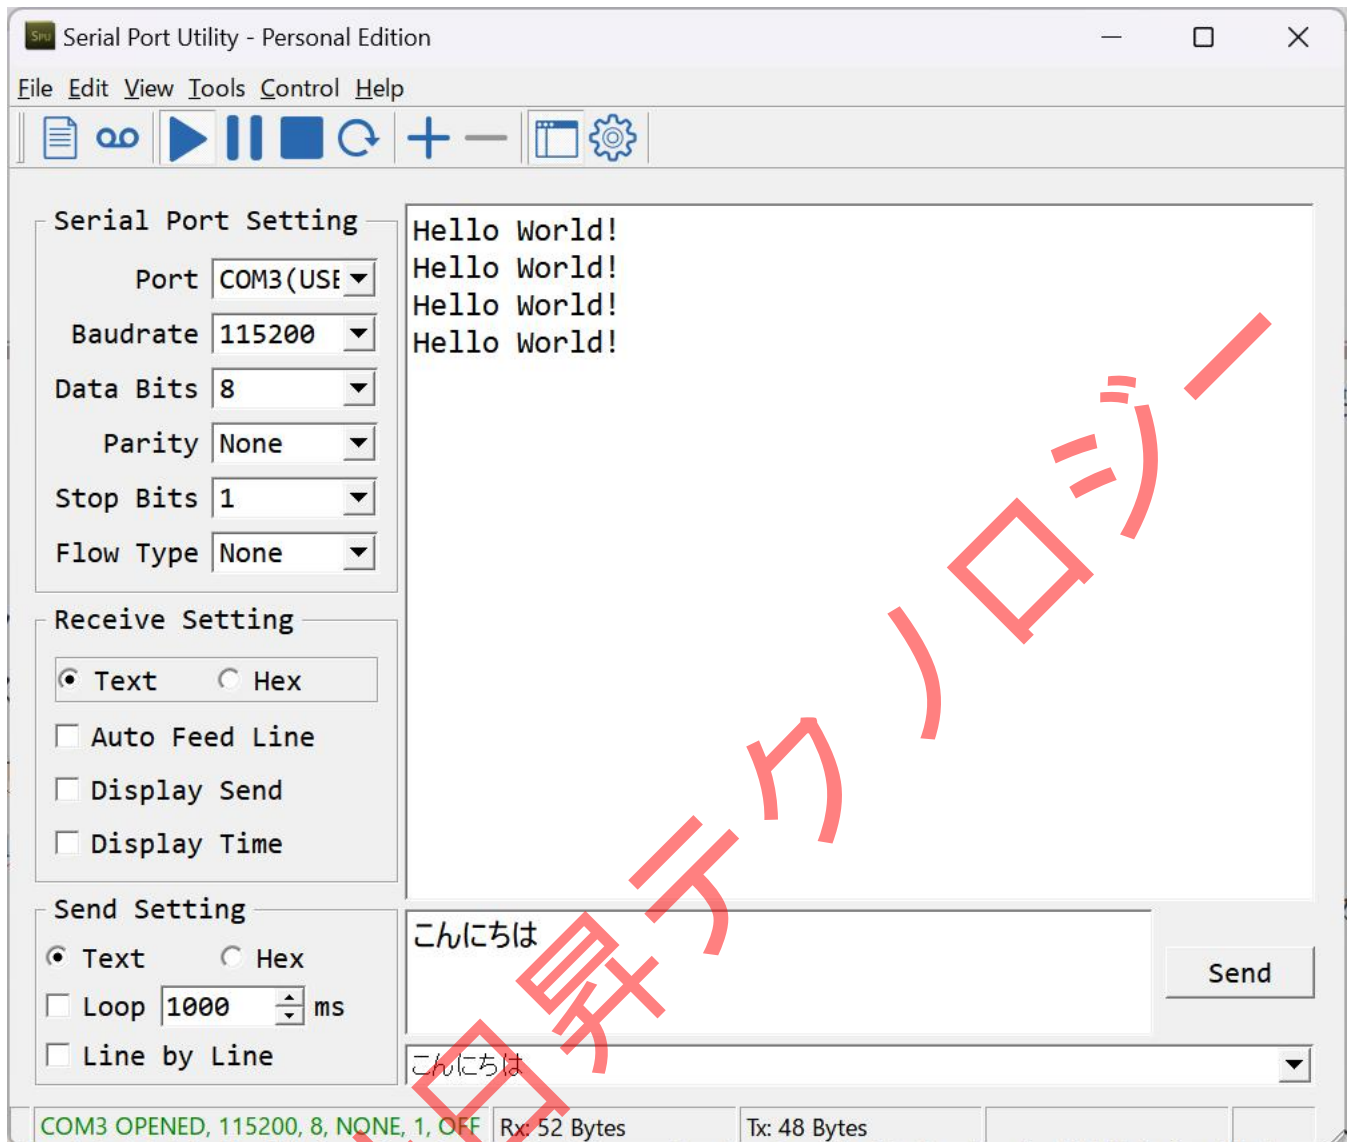 SPU Serial Port Utility - Personal Edition
File Edit View Tools Control Help
Serial Port Setting
Port COM3(USB
Baudrate 115200
Data Bits 8
Parity None
Stop Bits 1
Flow Type None
Receive Setting
Text Hex
Auto Feed Line
Display Send
Display Time
Send Setting
Text Hex
Loop 1000 ms
Line by Line
Hello World!
Hello World!
Hello World!
Hello World!
こんにちは
Send
こんにちは
COM3 OPENED, 115200, 8, NONE, 1, OFF Rx: 52 Bytes Tx: 48 Bytes
日昇テクノロジー